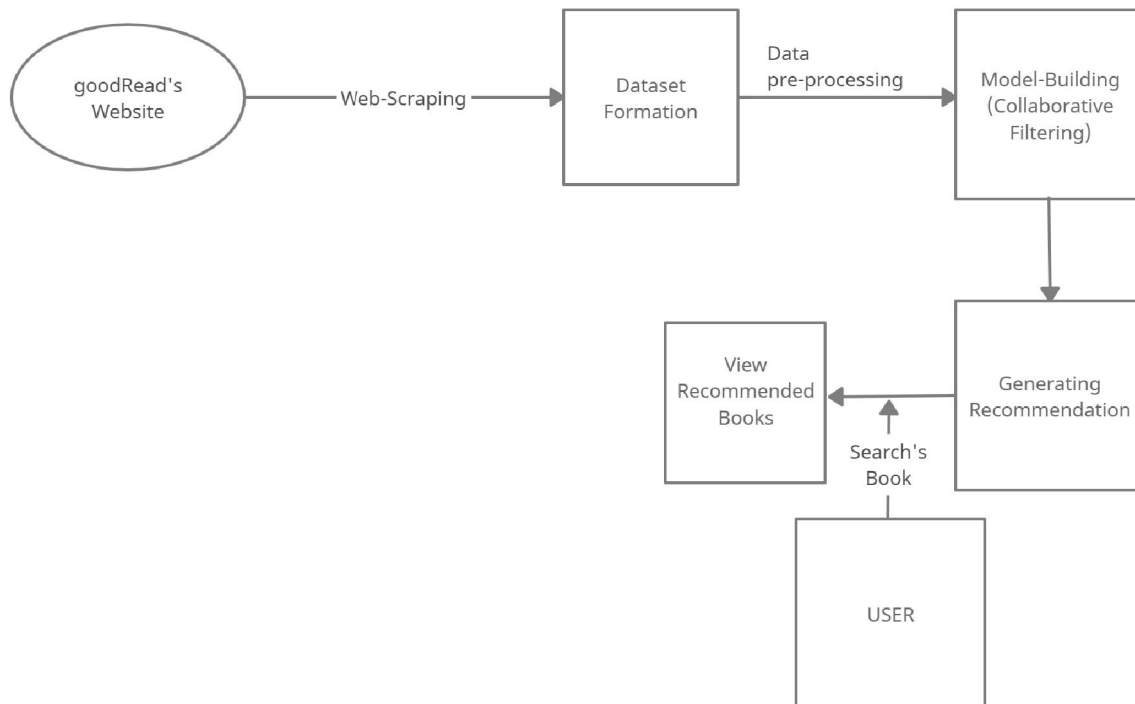 goodRead's
Website
Web-Scraping
Dataset
Formation
Data
pre-processing
Model-Building
(Collaborative
Filtering)
View
Recommended
Books
Generating
Recommendation
Search's
Book
USER